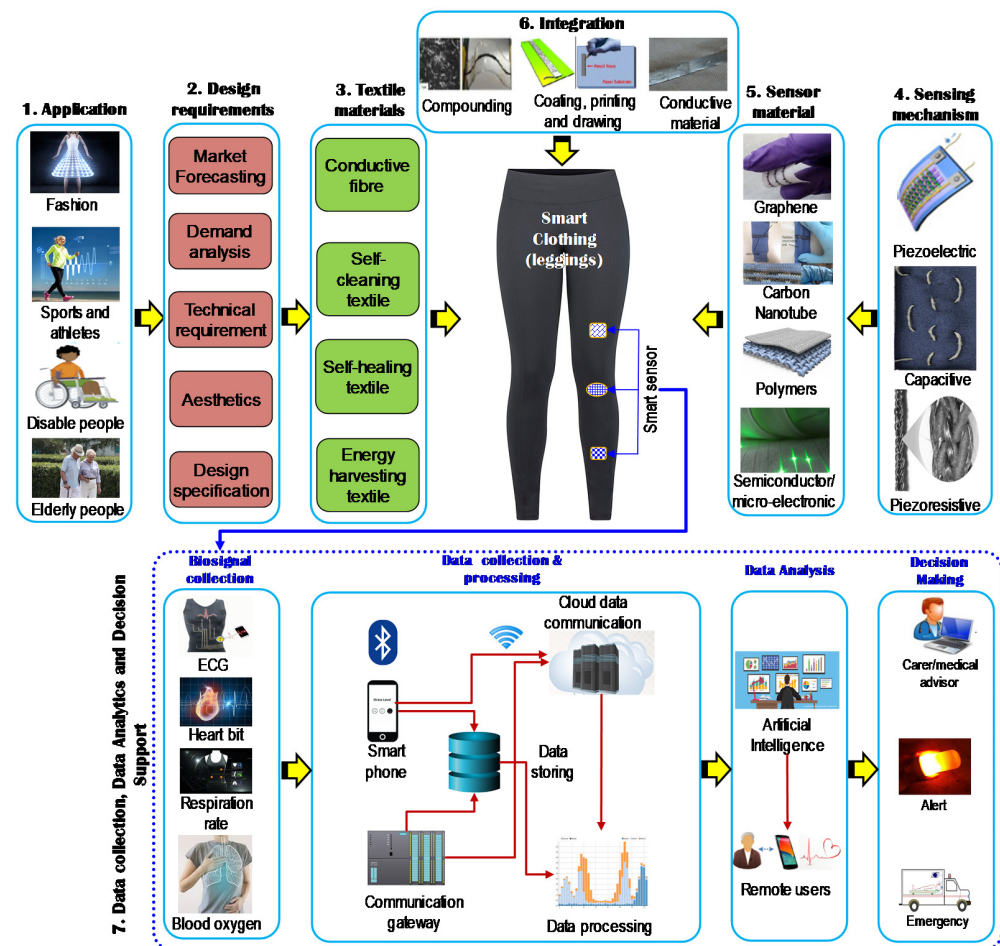 6. Integration
Compounding
Pencil Trace
Paper Substrate
Coating, printing
and drawing
Conductive
material
1. Application
Fashion
Sports and
athletes
Disable people
Elderly people
2. Design
requirements
Market
Forecasting
Demand
analysis
Technical
requirement
Aesthetics
Design
specification
3. Textile
materials
Conductive
fibre
Self-
cleaning
textile
Self-healing
textile
Energy
harvesting
textile
Smart
Clothing
(leggings)
Smart sensor
5. Sensor
material
Graphene
Carbon
Nanotube
Polymers
Semiconductor/
micro-electronic
4. Sensing
mechanism
Piezoelectric
Capacitive
Piezoresistive
7. Data collection, Data Analytics and Decision
Support
Biosignal
collection
ECG
Heart bit
Respiration
rate
Blood oxygen
Data collection &
processing
Cloud data
communication
Smart
phone
Data
storing
Communication
gateway
Data processing
Data Analysis
Artificial
Intelligence
Remote users
Decision
Making
Carer/medical
advisor
Alert
Emergency